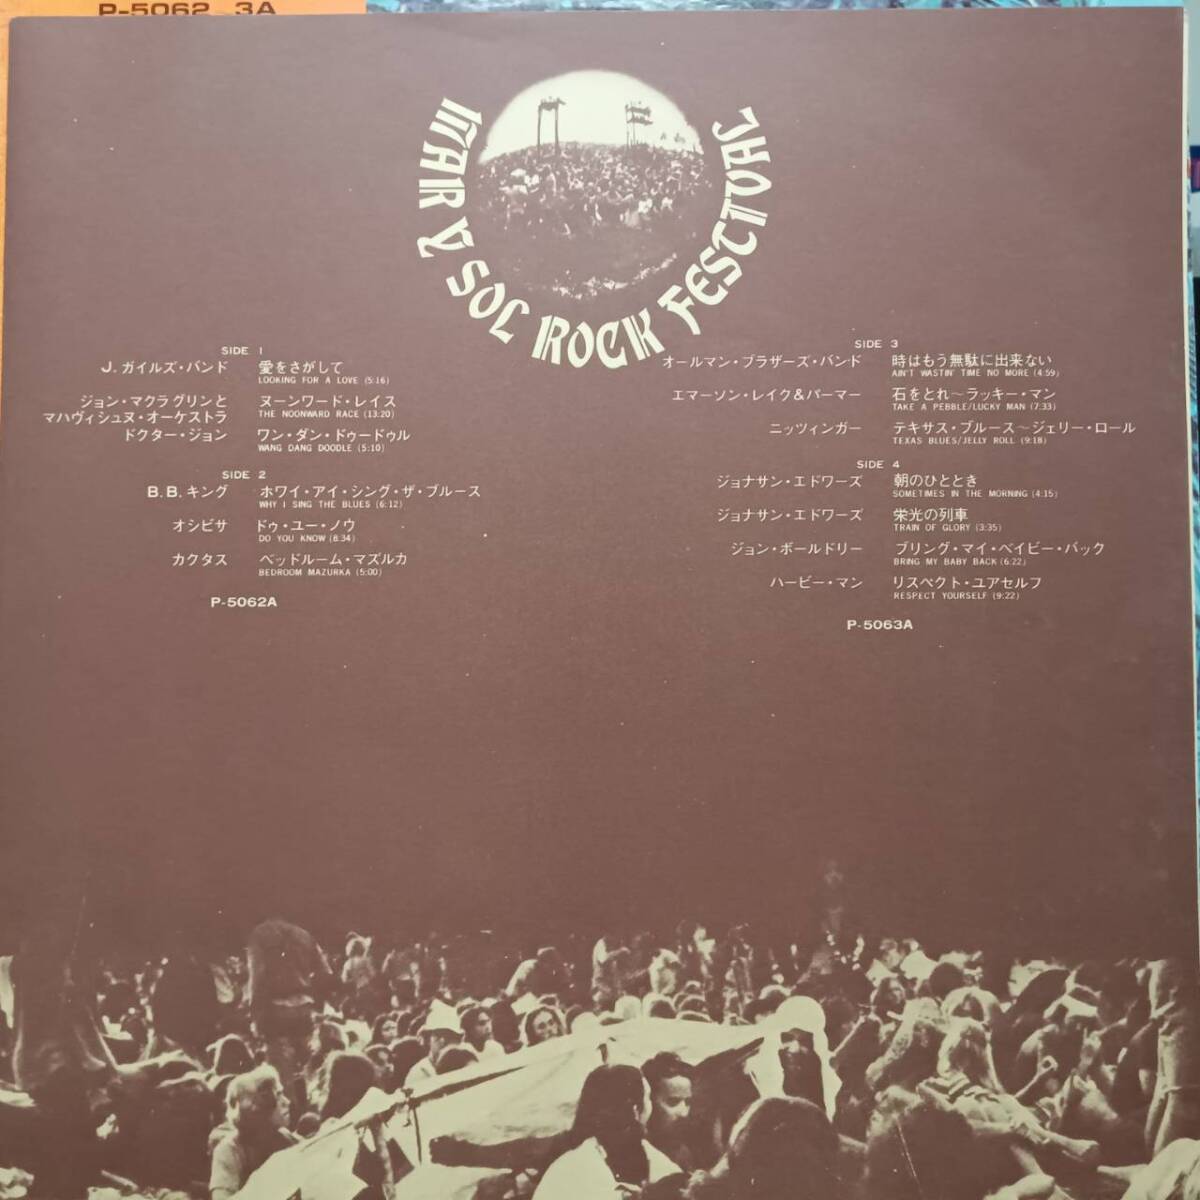 P-5062 3A
MAR Y SOL ROCK FESTIVAL
SIDE 1
J.ガイルズ・バンド 愛をさがして
LOOKING FOR A LOVE (5:16)
ジョン・マクラグリンと ヌーンワード・レイス
マハヴィシュヌ・オーケストラ THE NOONWARD RACE (13:20)
ドクター・ジョン ワン・ダン・ドゥードゥル
WANG DANG DOODLE (5:10)
SIDE 2
B.B.キング ホワイ・アイ・シング・ザ・ブルース
WHY I SING THE BLUES (6:12)
オシビサ ドゥ・ユー・ノウ
DO YOU KNOW (8:34)
カクタス ベッドルーム・マズルカ
BEDROOM MAZURKA (5:00)
P-5062A
SIDE 3
オールマン・ブラザーズ・バンド 時はもう無駄に出来ない
AIN'T WASTIN' TIME NO MORE (4:59)
エマーソン・レイク&パーマー 石をとれ〜ラッキー・マン
TAKE A PEBBLE/LUCKY MAN (7:33)
ニッツィンガー テキサス・ブルース〜ジェリー・ロール
TEXAS BLUES/JELLY ROLL (9:18)
SIDE 4
ジョナサン・エドワーズ 朝のひととき
SOMETIMES IN THE MORNING (4:15)
ジョナサン・エドワーズ 栄光の列車
TRAIN OF GLORY (3:35)
ジョン・ボールドリー ブリング・マイ・ベイビー・バック
BRING MY BABY BACK (6:22)
ハービー・マン リスペクト・ユアセルフ
RESPECT YOURSELF (9:22)
P-5063A